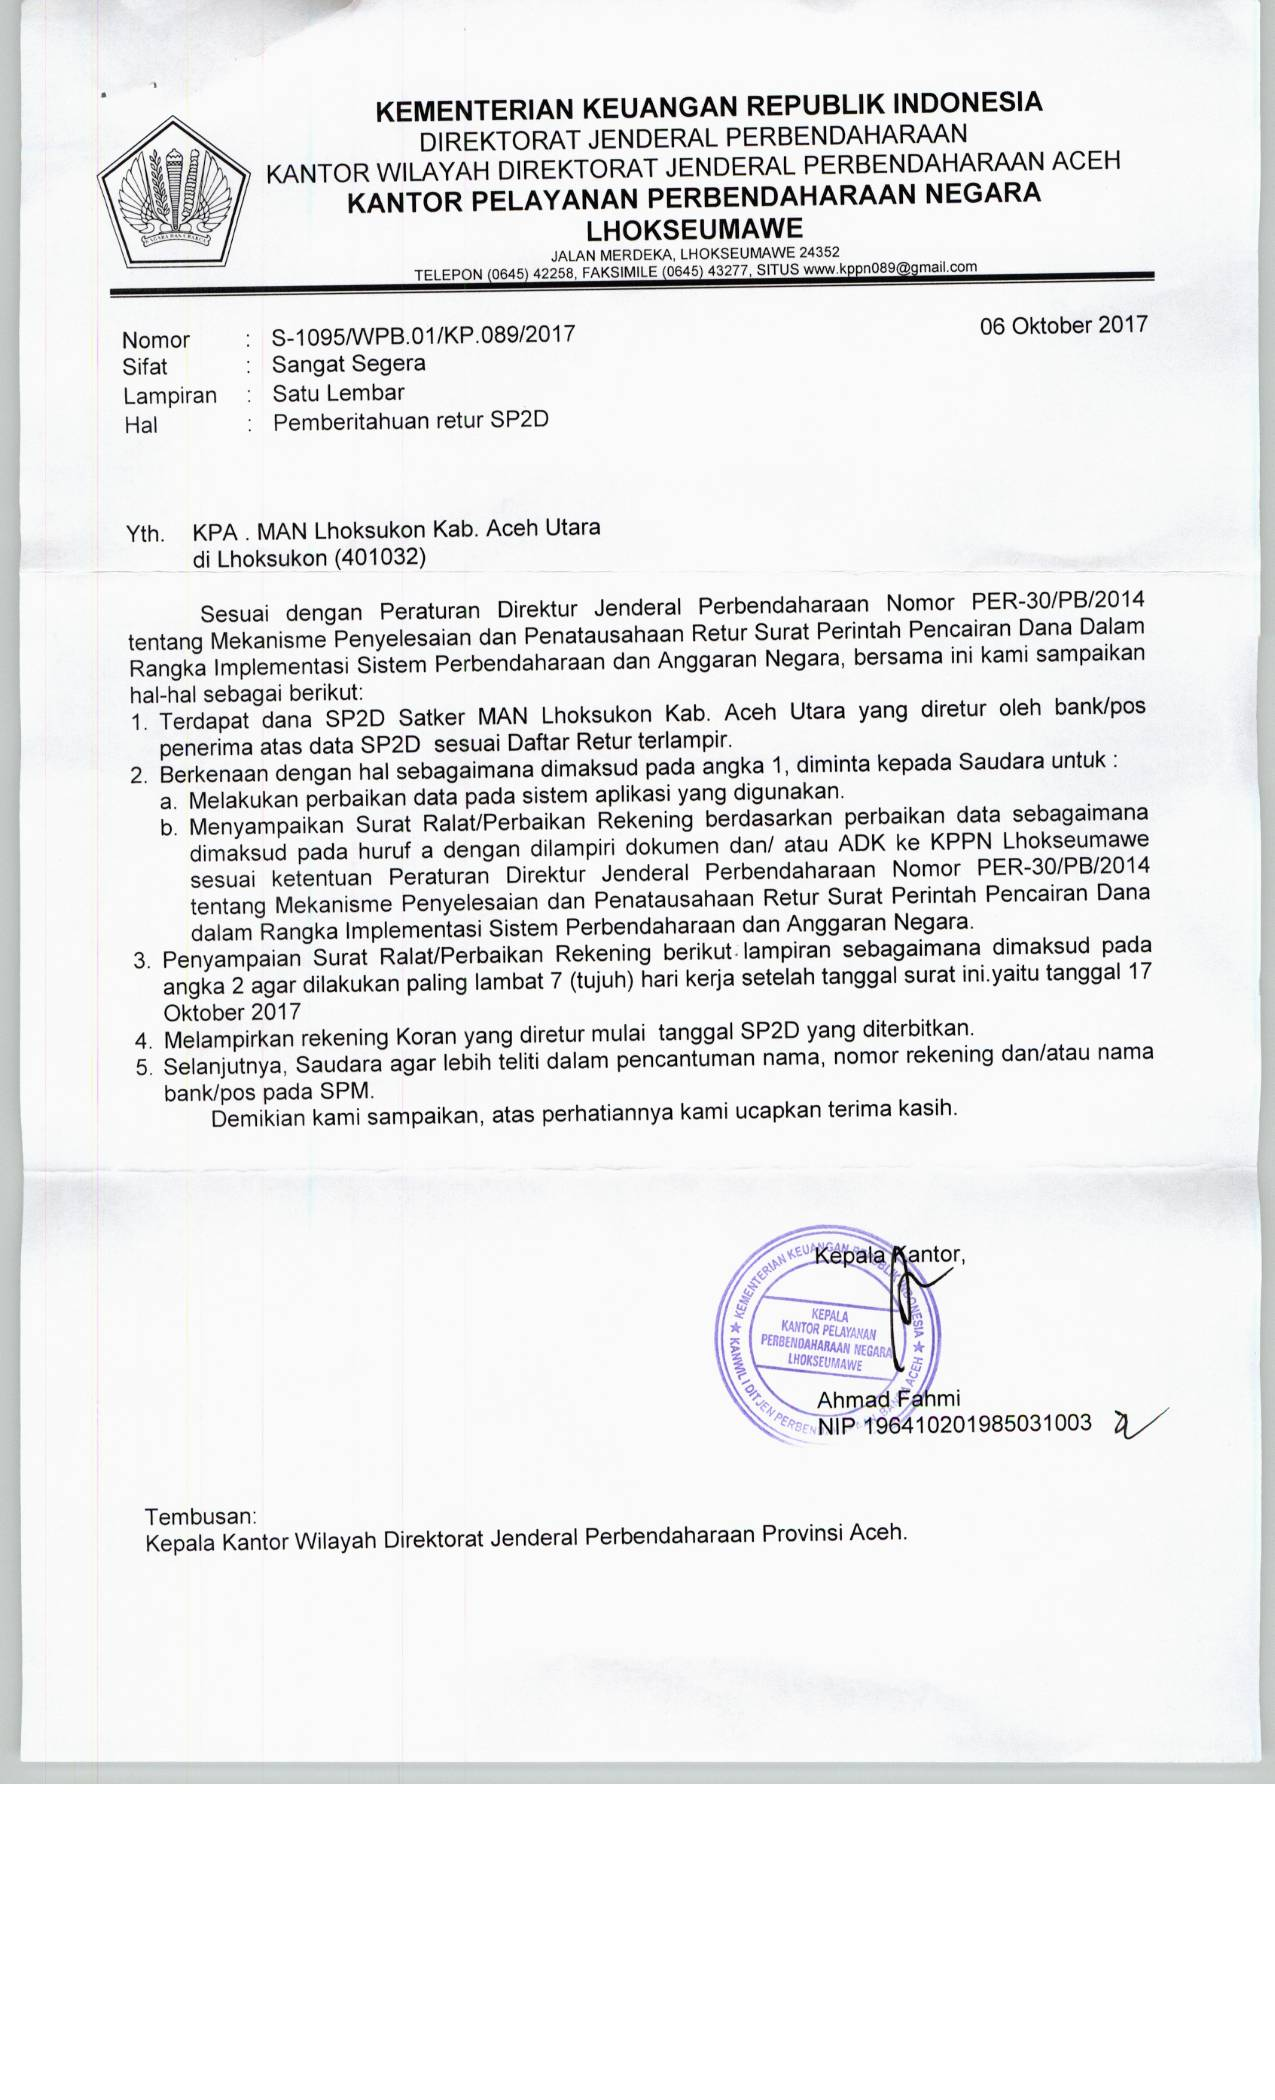 KEMENTERIAN KEUANGAN REPUBLIK INDONESIA
DIREKTORAT JENDERAL PERBENDAHARAAN
KANTOR WILAYAH DIREKTORAT JENDERAL PERBENDAHARAAN ACEH
KANTOR PELAYANAN PERBENDAHARAAN NEGARA
LHOKSEUMAWE
JALAN MERDEKA, LHOKSEUMAWE 24352
TELEPON (0645) 42258, FAKSIMILE (0645) 43277, SITUS www.kppn089@gmail.com
06 Oktober 2017
Nomor : S-1095/WPB.01/KP.089/2017
Sifat : Sangat Segera
Lampiran : Satu Lembar
Hal : Pemberitahuan retur SP2D
Yth. KPA . MAN Lhoksukon Kab. Aceh Utara
di Lhoksukon (401032)
Sesuai dengan Peraturan Direktur Jenderal Perbendaharaan Nomor PER-30/PB/2014
tentang Mekanisme Penyelesaian dan Penatausahaan Retur Surat Perintah Pencairan Dana Dalam
Rangka Implementasi Sistem Perbendaharaan dan Anggaran Negara, bersama ini kami sampaikan
hal-hal sebagai berikut:
1. Terdapat dana SP2D Satker MAN Lhoksukon Kab. Aceh Utara yang diretur oleh bank/pos
penerima atas data SP2D sesuai Daftar Retur terlampir.
2. Berkenaan dengan hal sebagaimana dimaksud pada angka 1, diminta kepada Saudara untuk :
a. Melakukan perbaikan data pada sistem aplikasi yang digunakan.
b. Menyampaikan Surat Ralat/Perbaikan Rekening berdasarkan perbaikan data sebagaimana
dimaksud pada huruf a dengan dilampiri dokumen dan/ atau ADK ke KPPN Lhokseumawe
sesuai ketentuan Peraturan Direktur Jenderal Perbendaharaan Nomor PER-30/PB/2014
tentang Mekanisme Penyelesaian dan Penatausahaan Retur Surat Perintah Pencairan Dana
dalam Rangka Implementasi Sistem Perbendaharaan dan Anggaran Negara.
3. Penyampaian Surat Ralat/Perbaikan Rekening berikut lampiran sebagaimana dimaksud pada
angka 2 agar dilakukan paling lambat 7 (tujuh) hari kerja setelah tanggal surat ini.yaitu tanggal 17
Oktober 2017
4. Melampirkan rekening Koran yang diretur mulai tanggal SP2D yang diterbitkan.
5. Selanjutnya, Saudara agar lebih teliti dalam pencantuman nama, nomor rekening dan/atau nama
bank/pos pada SPM.
Demikian kami sampaikan, atas perhatiannya kami ucapkan terima kasih.
Kepala Kantor,
KEMENTERIAN KEUANGAN REPUBLIK INDONESIA
KEPALA
KANTOR PELAYANAN
PERBENDAHARAAN NEGARA
LHOKSEUMAWE
KANWIL I DITJEN ACEH
Ahmad Fahmi
NIP 196410201985031003
Tembusan:
Kepala Kantor Wilayah Direktorat Jenderal Perbendaharaan Provinsi Aceh.